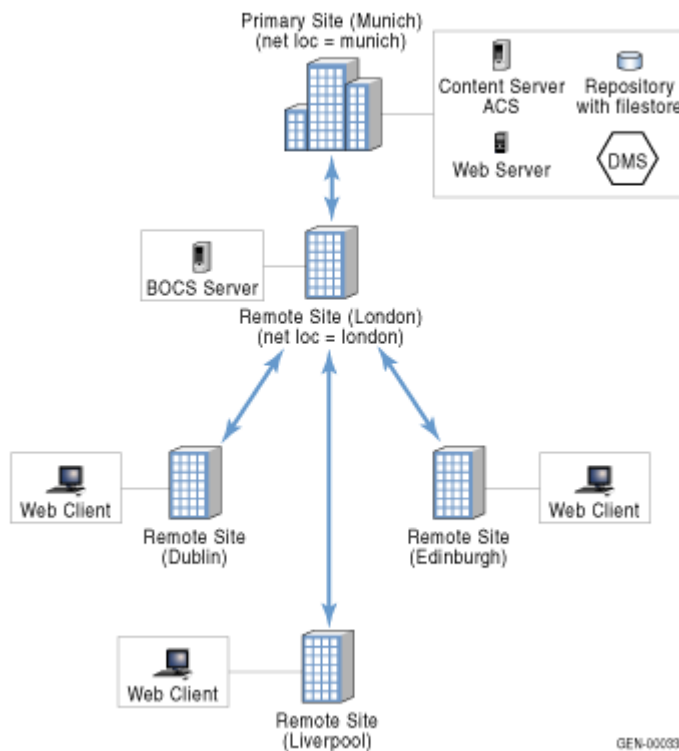 Primary Site (Munich)
(net loc = munich)
Content Server
ACS
Repository
with filestore
Web Server
DMS
BOCS Server
Remote Site (London)
(net loc = london)
Web Client
Remote Site
(Dublin)
Remote Site
(Edinburgh)
Web Client
Web Client
Remote Site
(Liverpool)
GEN-00033